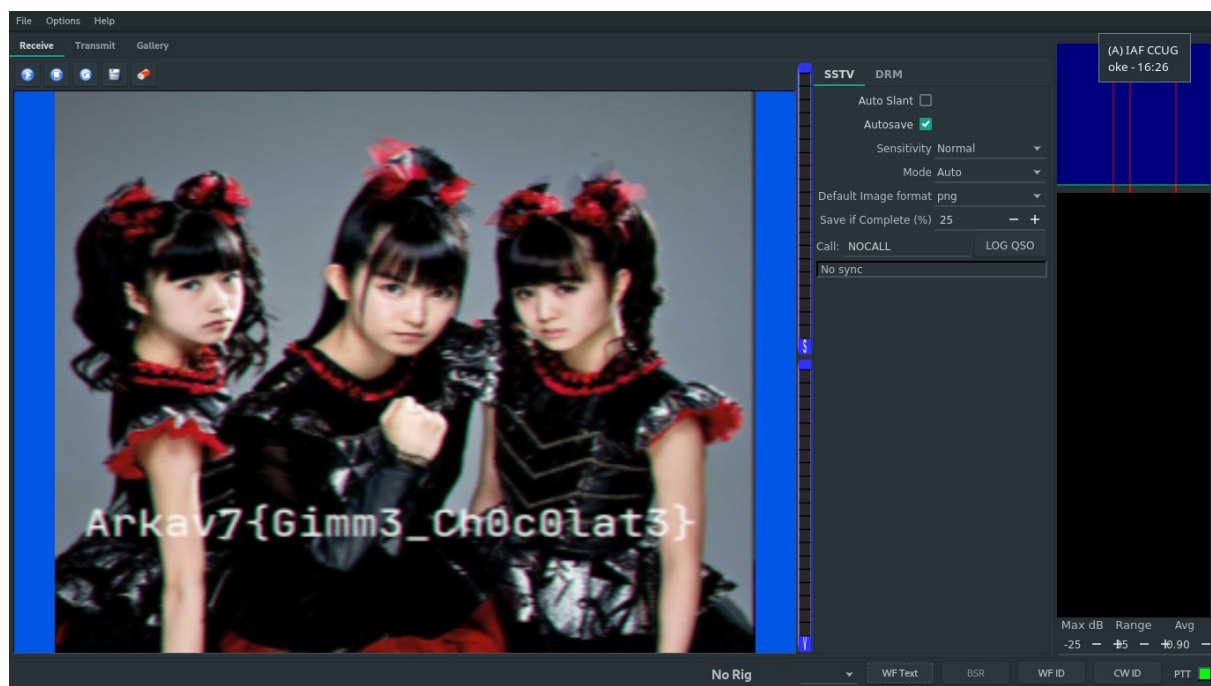 File Options Help
Receive Transmit Gallery
(A) IAF CCUG
oke - 16:26
SSTV DRM
Auto Slant
Autosave
Sensitivity Normal
Mode Auto
Default Image format png
Save if Complete (%) 25 − +
Call: NOCALL LOG QSO
No sync
S
Arkav7{Gimm3_Ch0c0lat3}
V
Max dB Range Avg
-25 −
No Rig WF Text BSR WF ID CW ID PTT